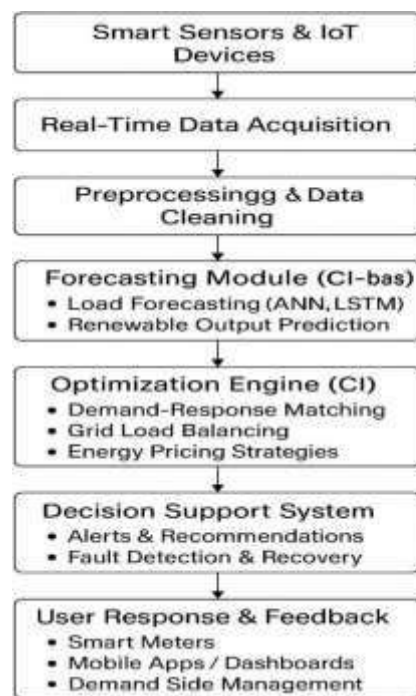 Smart Sensors & IoT
Devices
Real-Time Data Acquisition
Preprocessingg & Data
Cleaning
Forecasting Module (CI-bas)
• Load Forecasting (ANN, LSTM)
• Renewable Output Prediction
Optimization Engine (CI)
• Demand-Response Matching
• Grid Load Balancing
• Energy Pricing Strategies
Decision Support System
• Alerts & Recommendations
• Fault Detection & Recovery
User Response & Feedback
• Smart Meters
• Mobile Apps / Dashboards
• Demand Side Management